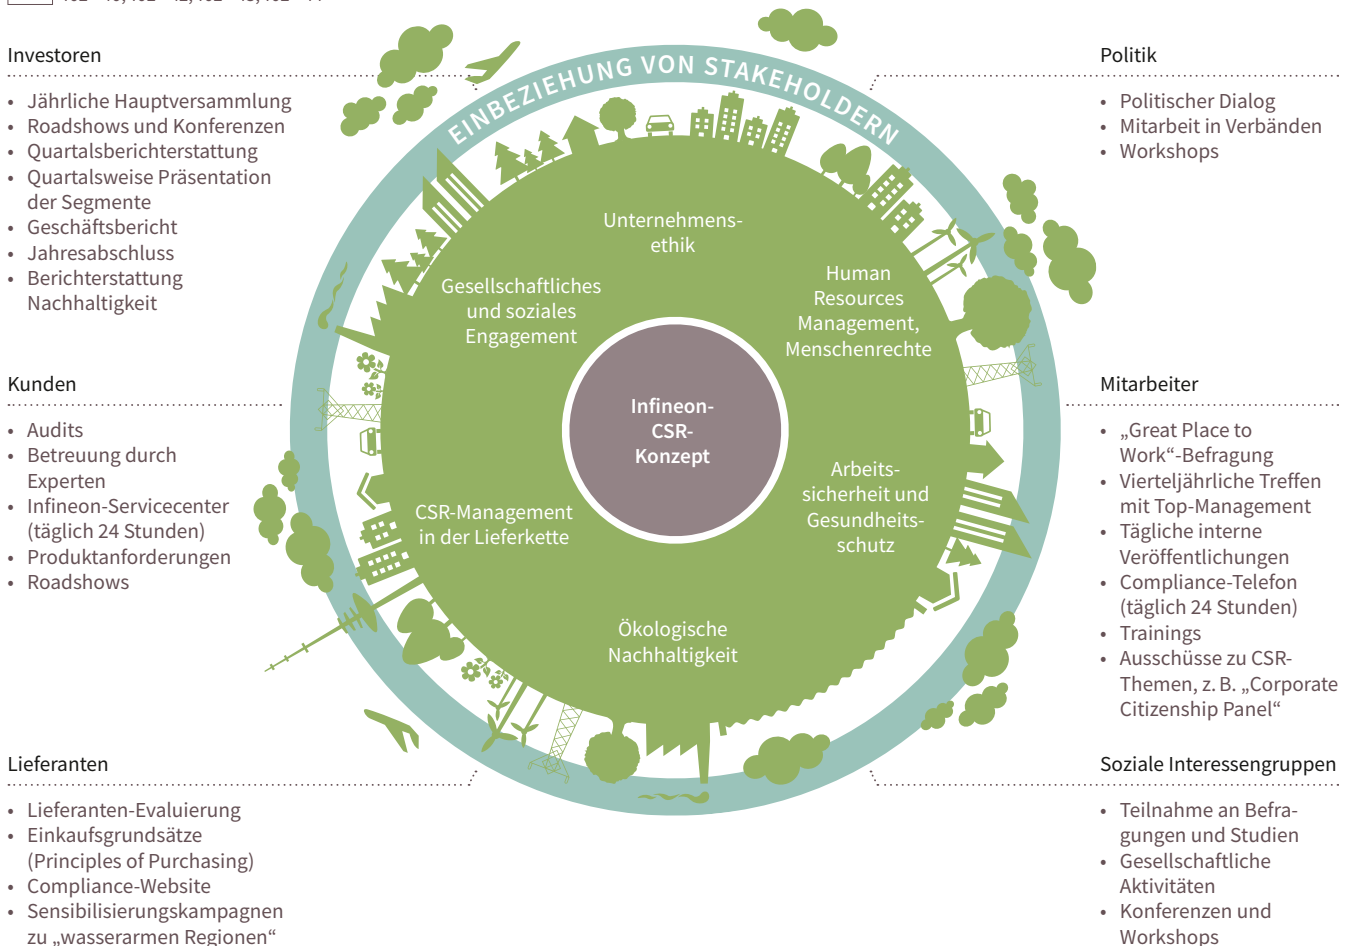 Investoren
• Jährliche Hauptversammlung
• Roadshows und Konferenzen
• Quartalsberichterstattung
• Quartalsweise Präsentation
der Segmente
• Geschäftsbericht
• Jahresabschluss
• Berichterstattung
Nachhaltigkeit
Kunden
• Audits
• Betreuung durch
Experten
• Infineon-Servicecenter
(täglich 24 Stunden)
• Produktanforderungen
• Roadshows
Lieferanten
• Lieferanten-Evaluierung
• Einkaufsgrundsätze
(Principles of Purchasing)
• Compliance-Website
• Sensibilisierungskampagnen
zu „wasserarmen Regionen“
EINBEZIEHUNG VON STAKEHOLDERN
Unternehmens-
ethik
Gesellschaftliches
und soziales
Engagement
Human
Resources
Management,
Menschenrechte
Infineon-
CSR-
Konzept
Arbeits-
sicherheit und
Gesundheits-
schutz
CSR-Management
in der Lieferkette
Ökologische
Nachhaltigkeit
Politik
• Politischer Dialog
• Mitarbeit in Verbänden
• Workshops
Mitarbeiter
• „Great Place to
Work“-Befragung
• Vierteljährliche Treffen
mit Top-Management
• Tägliche interne
Veröffentlichungen
• Compliance-Telefon
(täglich 24 Stunden)
• Trainings
• Ausschüsse zu CSR-
Themen, z. B. „Corporate
Citizenship Panel“
Soziale Interessengruppen
• Teilnahme an Befra-
gungen und Studien
• Gesellschaftliche
Aktivitäten
• Konferenzen und
Workshops